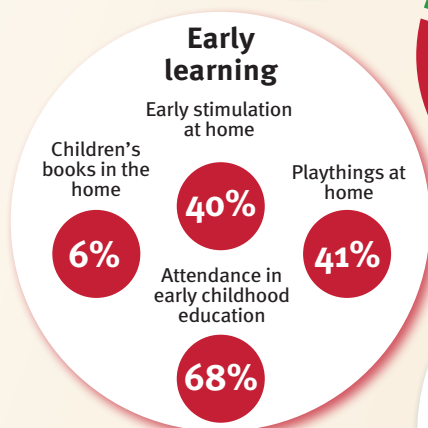 Early
learning
Early stimulation
at home
40%
Children's
books in the
home
6%
Playthings at
home
41%
Attendance in
early childhood
education
68%